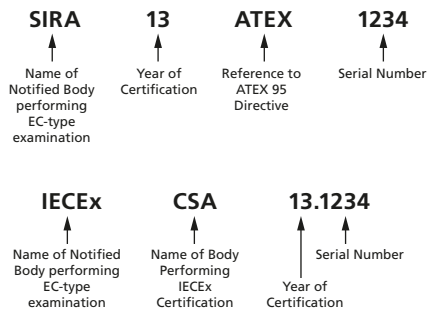 SIRA 13 ATEX 1234
Name of Notified Body performing EC-type examination
Year of Certification
Reference to ATEX 95 Directive
Serial Number
IECEx CSA 13.1234
Name of Notified Body performing EC-type examination
Name of Body Performing IECEx Certification
Year of Certification
Serial Number